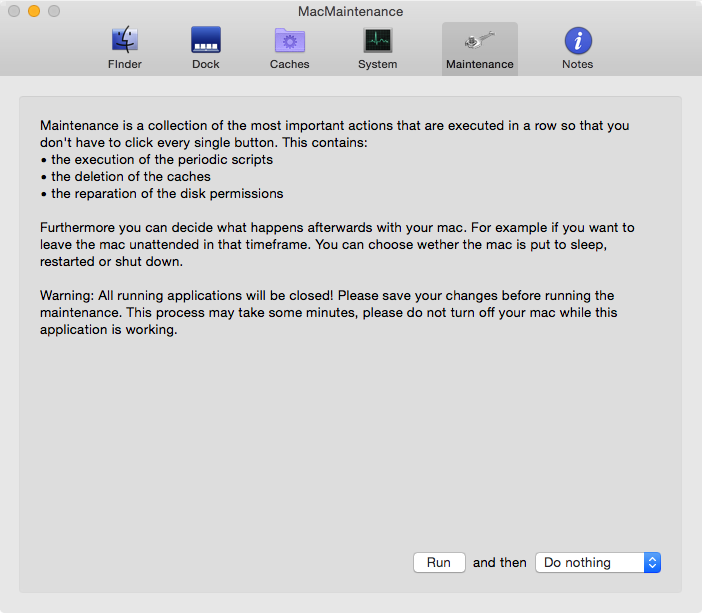 MacMaintenance
FInder Dock Caches System Maintenance Notes
Maintenance is a collection of the most important actions that are executed in a row so that you
don't have to click every single button. This contains:
• the execution of the periodic scripts
• the deletion of the caches
• the reparation of the disk permissions
Furthermore you can decide what happens afterwards with your mac. For example if you want to
leave the mac unattended in that timeframe. You can choose wether the mac is put to sleep,
restarted or shut down.
Warning: All running applications will be closed! Please save your changes before running the
maintenance. This process may take some minutes, please do not turn off your mac while this
application is working.
Run and then Do nothing